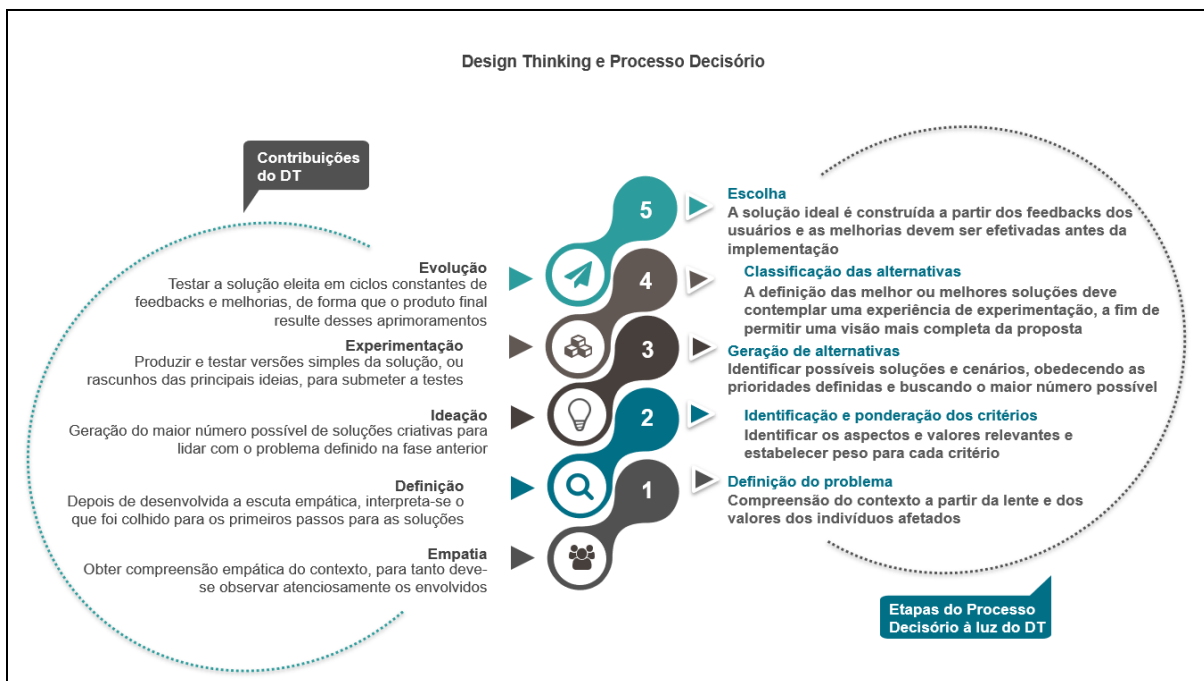 Design Thinking e Processo Decisório
Contribuições
do DT
Evolução
Testar a solução eleita em ciclos constantes de
feedbacks e melhorias, de forma que o produto final
resulte desses aprimoramentos
Experimentação
Produzir e testar versões simples da solução, ou
rascunhos das principais ideias, para submeter a testes
Ideação
Geração do maior número possível de soluções criativas para
lidar com o problema definido na fase anterior
Definição
Depois de desenvolvida a escuta empática, interpreta-se o
que foi colhido para os primeiros passos para as soluções
Empatia
Obter compreensão empática do contexto, para tanto deve-
se observar atenciosamente os envolvidos
5
4
3
2
1
Escolha
A solução ideal é construída a partir dos feedbacks dos
usuários e as melhorias devem ser efetivadas antes da
implementação
Classificação das alternativas
A definição das melhor ou melhores soluções deve
contemplar uma experiência de experimentação, a fim de
permitir uma visão mais completa da proposta
Geração de alternativas
Identificar possíveis soluções e cenários, obedecendo as
prioridades definidas e buscando o maior número possível
Identificação e ponderação dos critérios
Identificar os aspectos e valores relevantes e
estabelecer peso para cada critério
Definição do problema
Compreensão do contexto a partir da lente e dos
valores dos indivíduos afetados
Etapas do Processo
Decisório à luz do DT